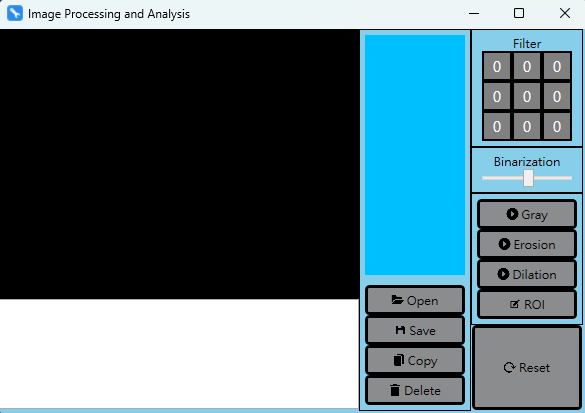 Image Processing and Analysis
Filter
0 0 0
0 0 0
0 0 0
Binarization
Gray
Erosion
Dilation
ROI
Open
Save
Copy
Delete
Reset